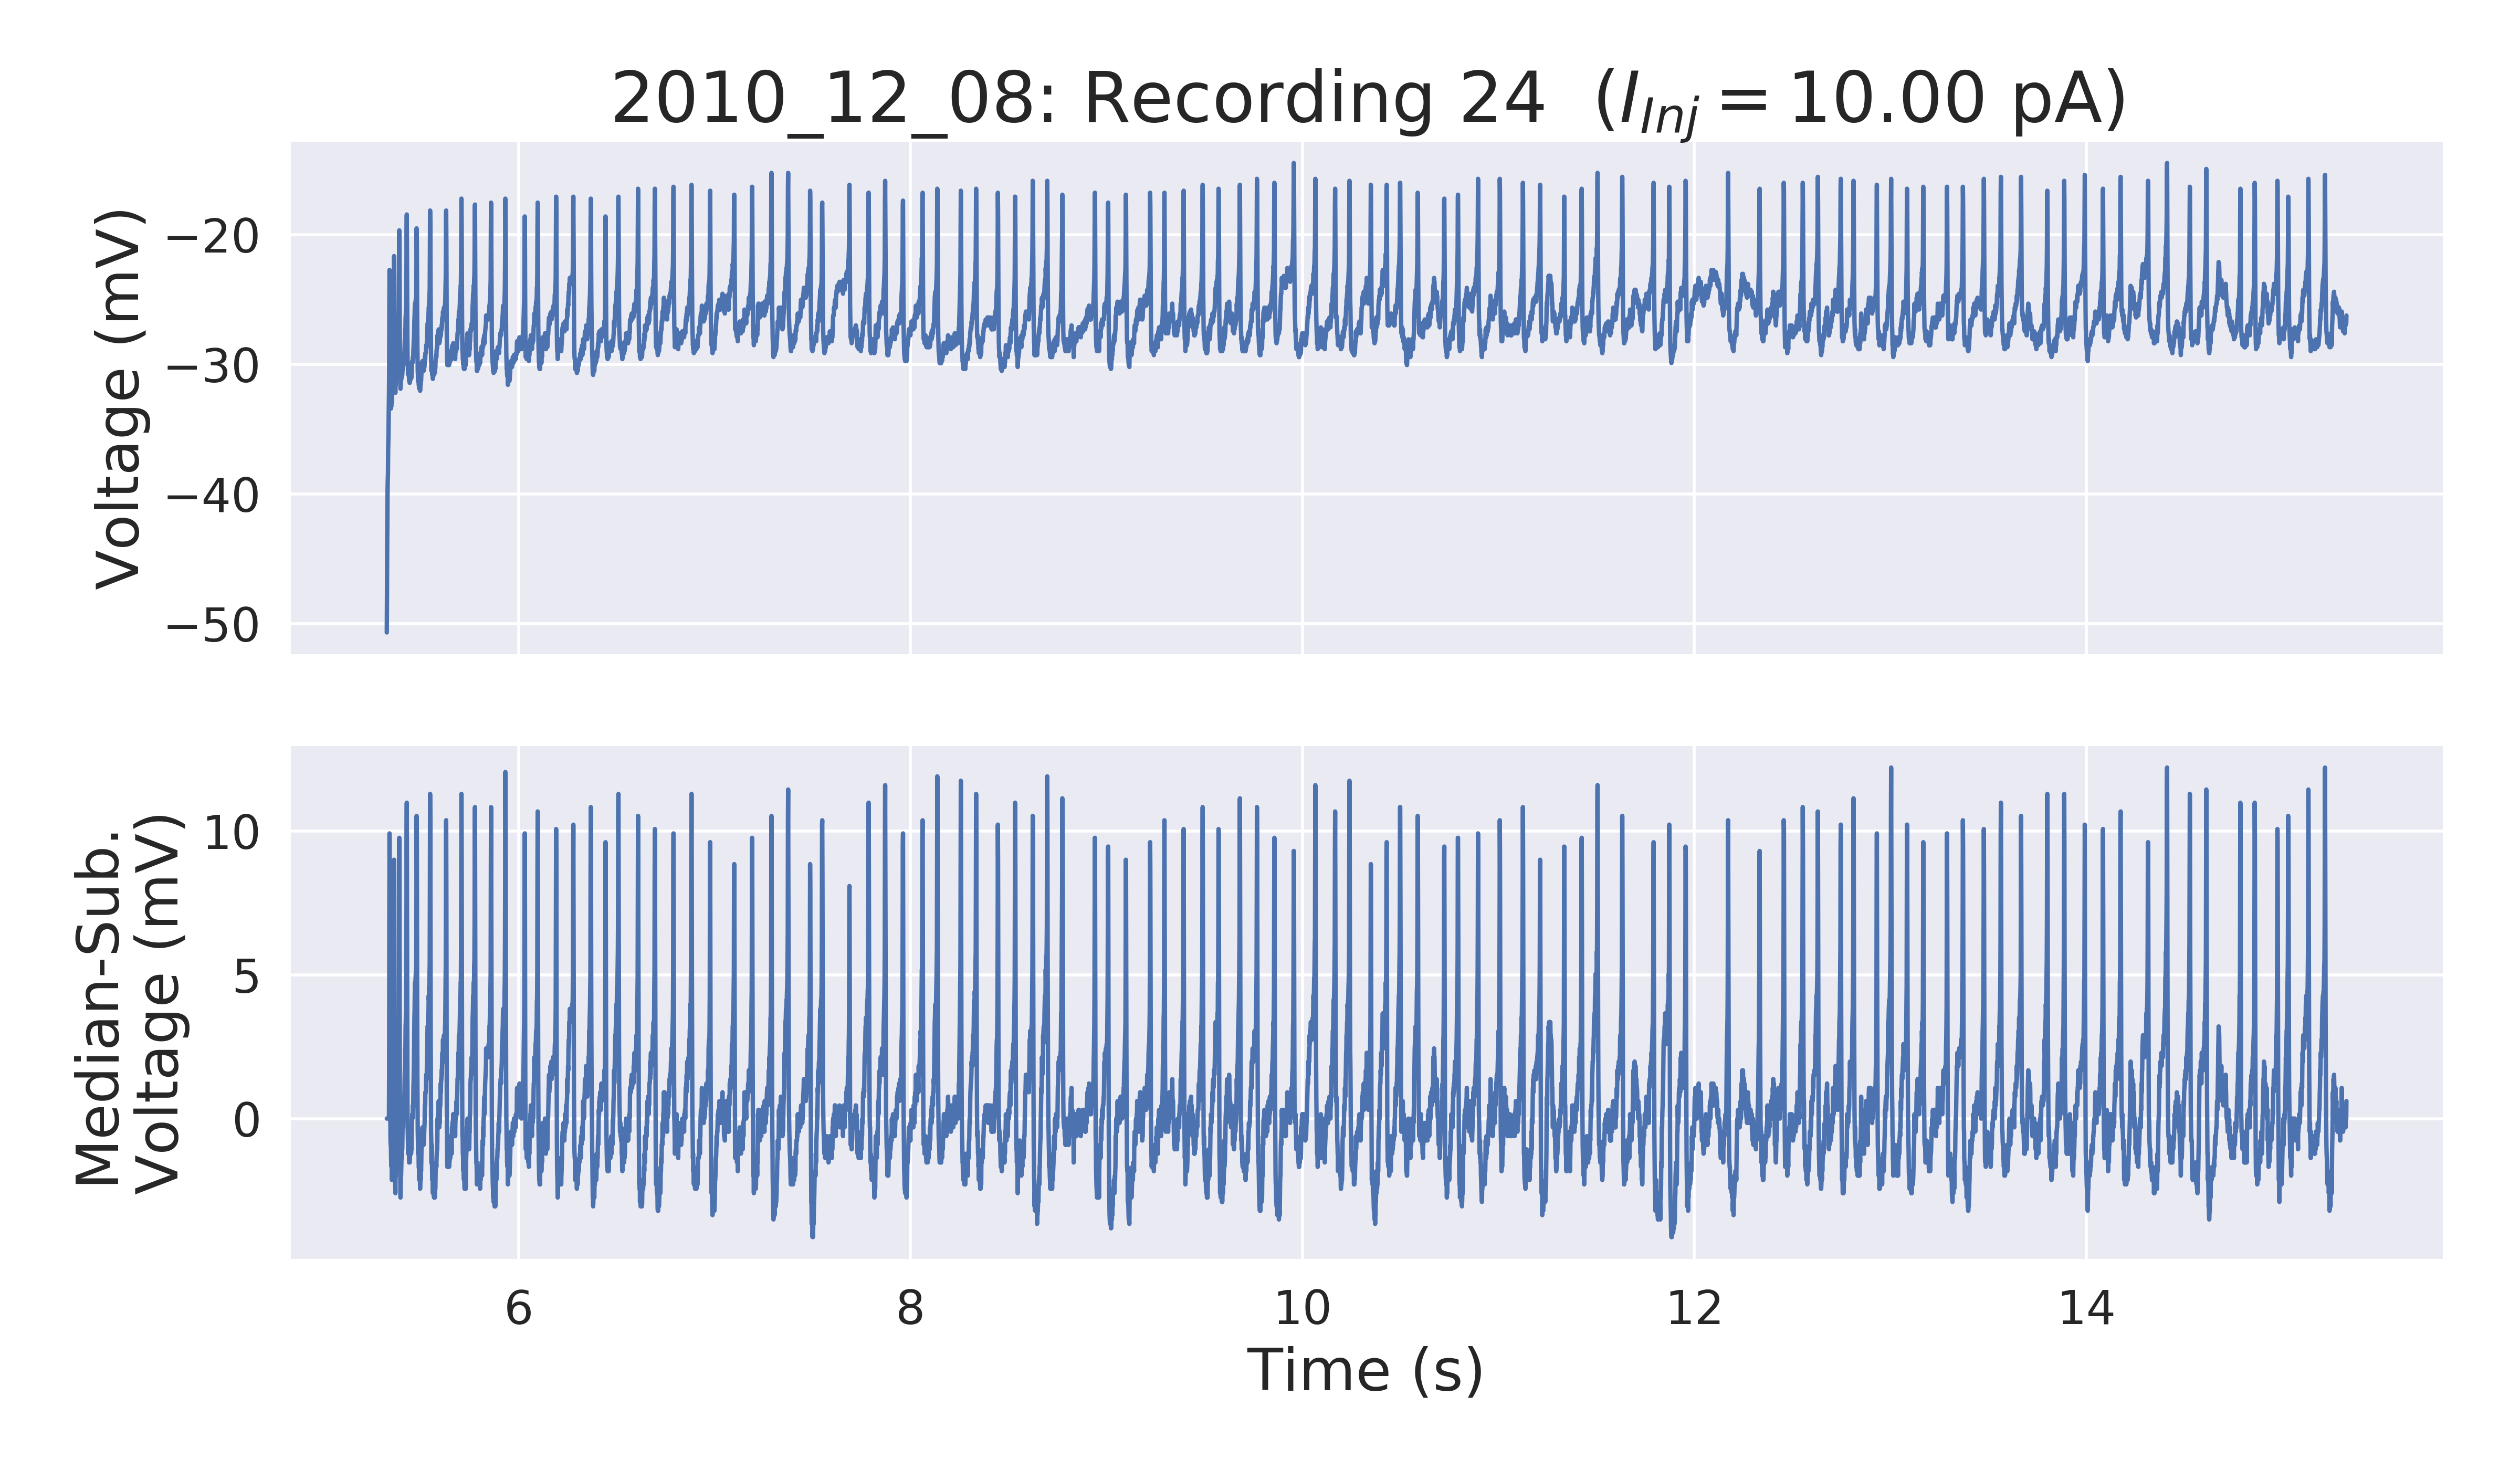 2010_12_08: Recording 24 (I_Inj = 10.00 pA)
Voltage (mV)
−20
−30
−40
−50
Median-Sub.
Voltage (mV)
10
5
0
6 8 10 12 14
Time (s)